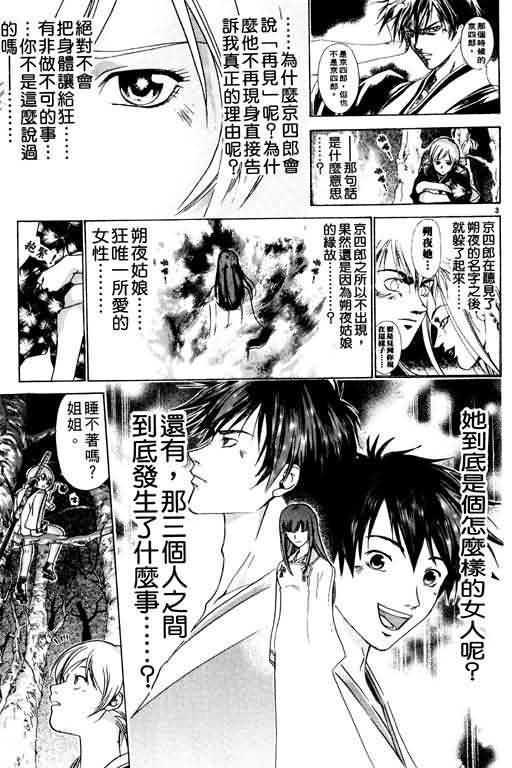 那個時候的
京四郎，
是京四郎，但也
不是京四郎。
──那句話
是什麼意思
……為什麼京四郎會
說「再見」呢？為什
麼他不再現身直接告
訴我真正的理由呢？
絕對不會
把身體讓給狂……
有非做不可的事…
…你不是這麼說過
的嗎──
3
京四郎在聽見了
朔夜的名字之後
就躲了起來，
朔夜她…
京四郎之所以不出現，
果然還是因為朔夜姑娘
的緣故……？
朔夜姑娘…
狂唯一所愛的
女性…
抱緊！
她到底是個怎麼樣的女人呢？
還有，那三個人之間
到底發生了什麼事……？
睡不著嗎？
姐姐。